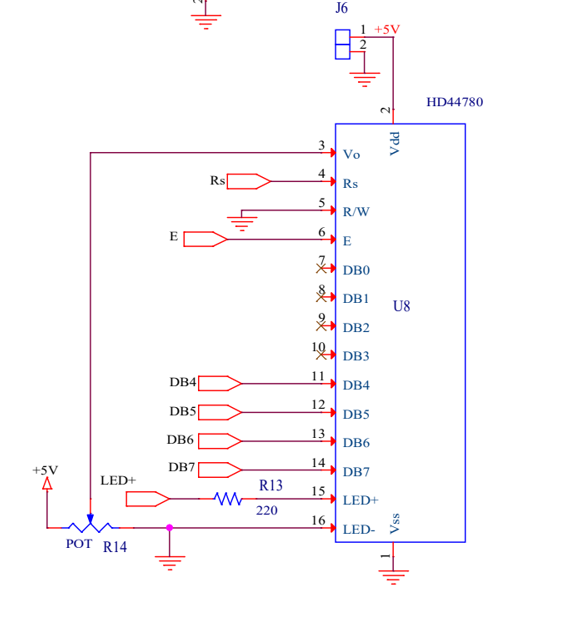 J6
1 +5V
2
HD44780
2
Vdd
3 Vo
Rs 4 Rs
5 R/W
E 6 E
7 DB0
8 DB1
9 DB2
U8
10 DB3
DB4 11 DB4
DB5 12 DB5
DB6 13 DB6
DB7 14 DB7
+5V
LED+ R13 15 LED+
220
16 LED-
Vss
POT R14
1